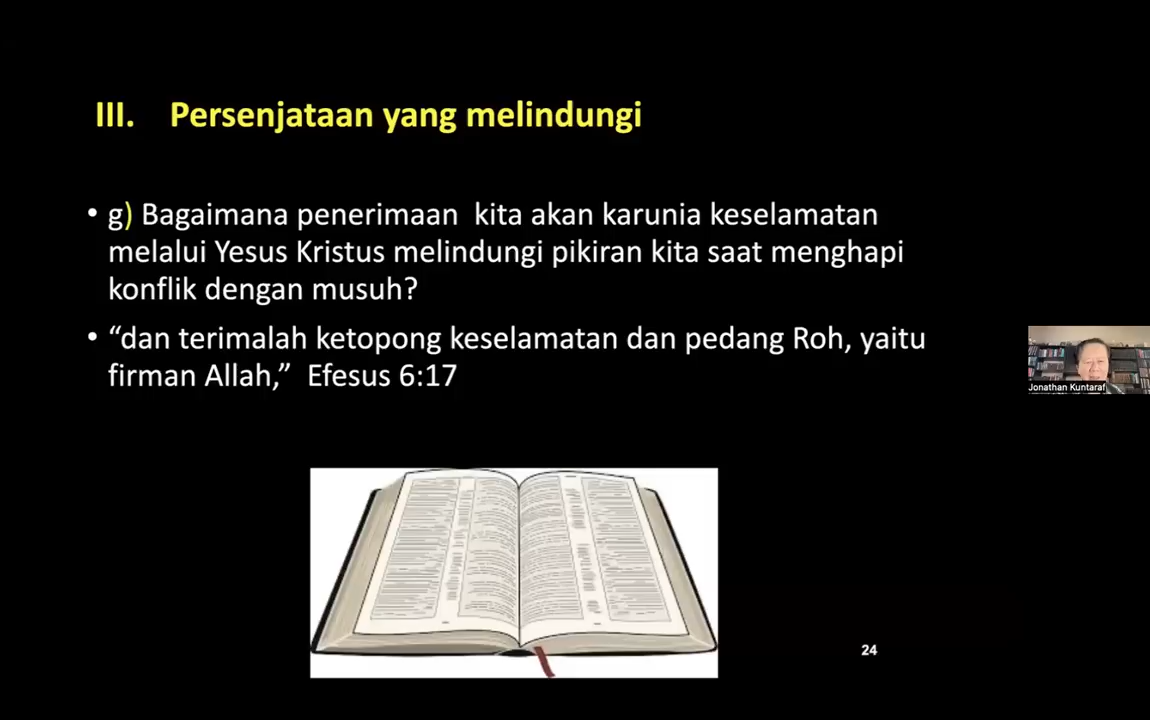 III. Persenjataan yang melindungi
• g) Bagaimana penerimaan kita akan karunia keselamatan
melalui Yesus Kristus melindungi pikiran kita saat menghapi
konflik dengan musuh?
• “dan terimalah ketopong keselamatan dan pedang Roh, yaitu
firman Allah,” Efesus 6:17
Jonathan Kuntaraf
24